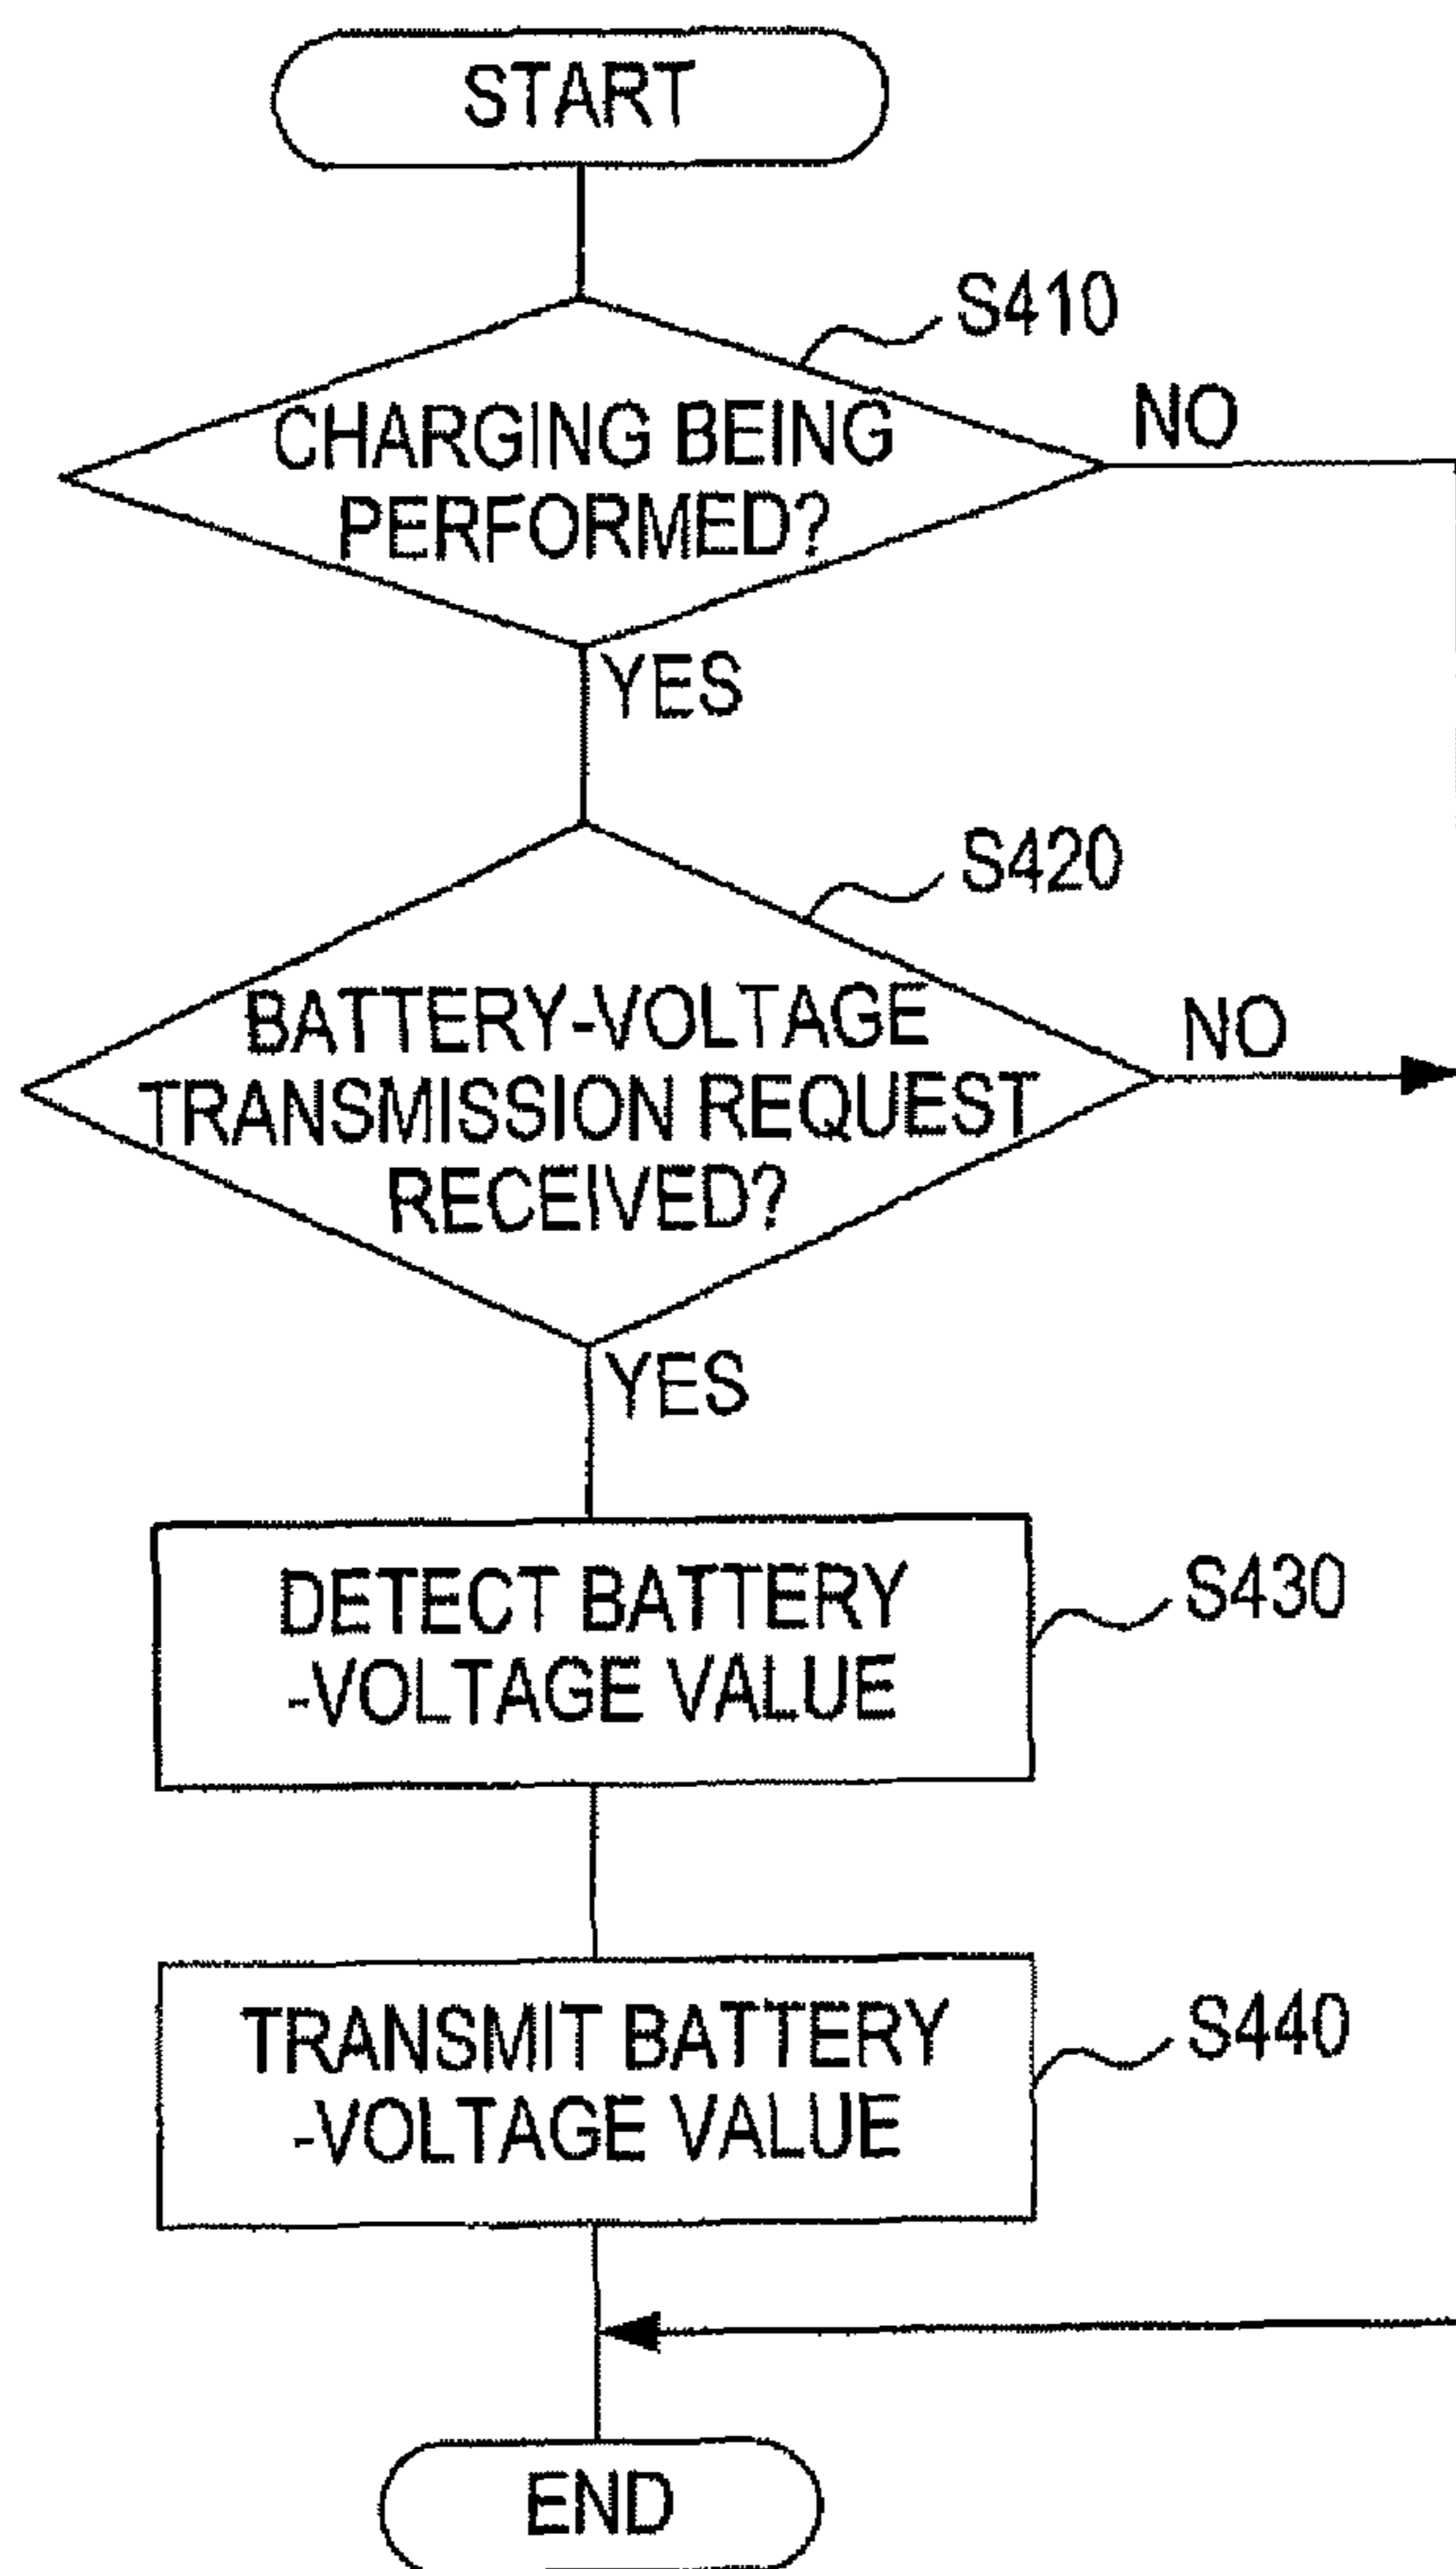 START
S410
CHARGING BEING
PERFORMED?
NO
YES
S420
BATTERY-VOLTAGE
TRANSMISSION REQUEST
RECEIVED?
NO
YES
DETECT BATTERY
-VOLTAGE VALUE
S430
TRANSMIT BATTERY
-VOLTAGE VALUE
S440
END